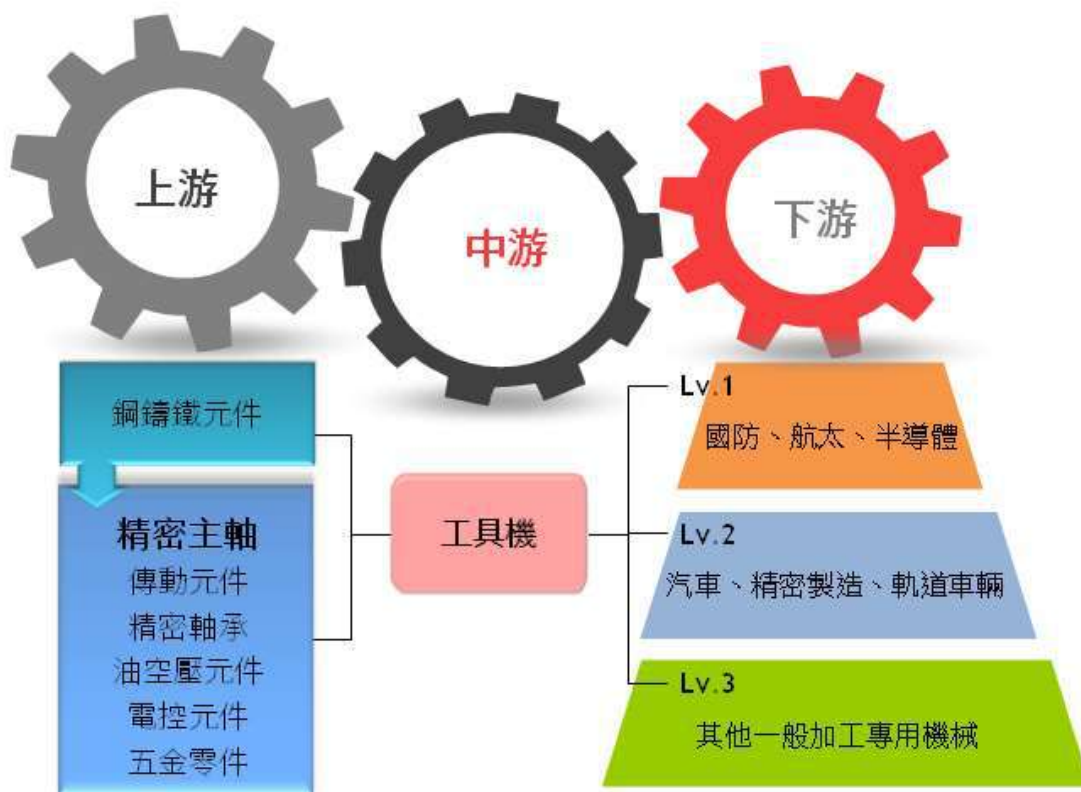 上游
中游
下游
鋼鑄鐵元件
精密主軸
傳動元件
精密軸承
油空壓元件
電控元件
五金零件
工具機
Lv.1
國防、航太、半導體
Lv.2
汽車、精密製造、軌道車輛
Lv.3
其他一般加工專用機械